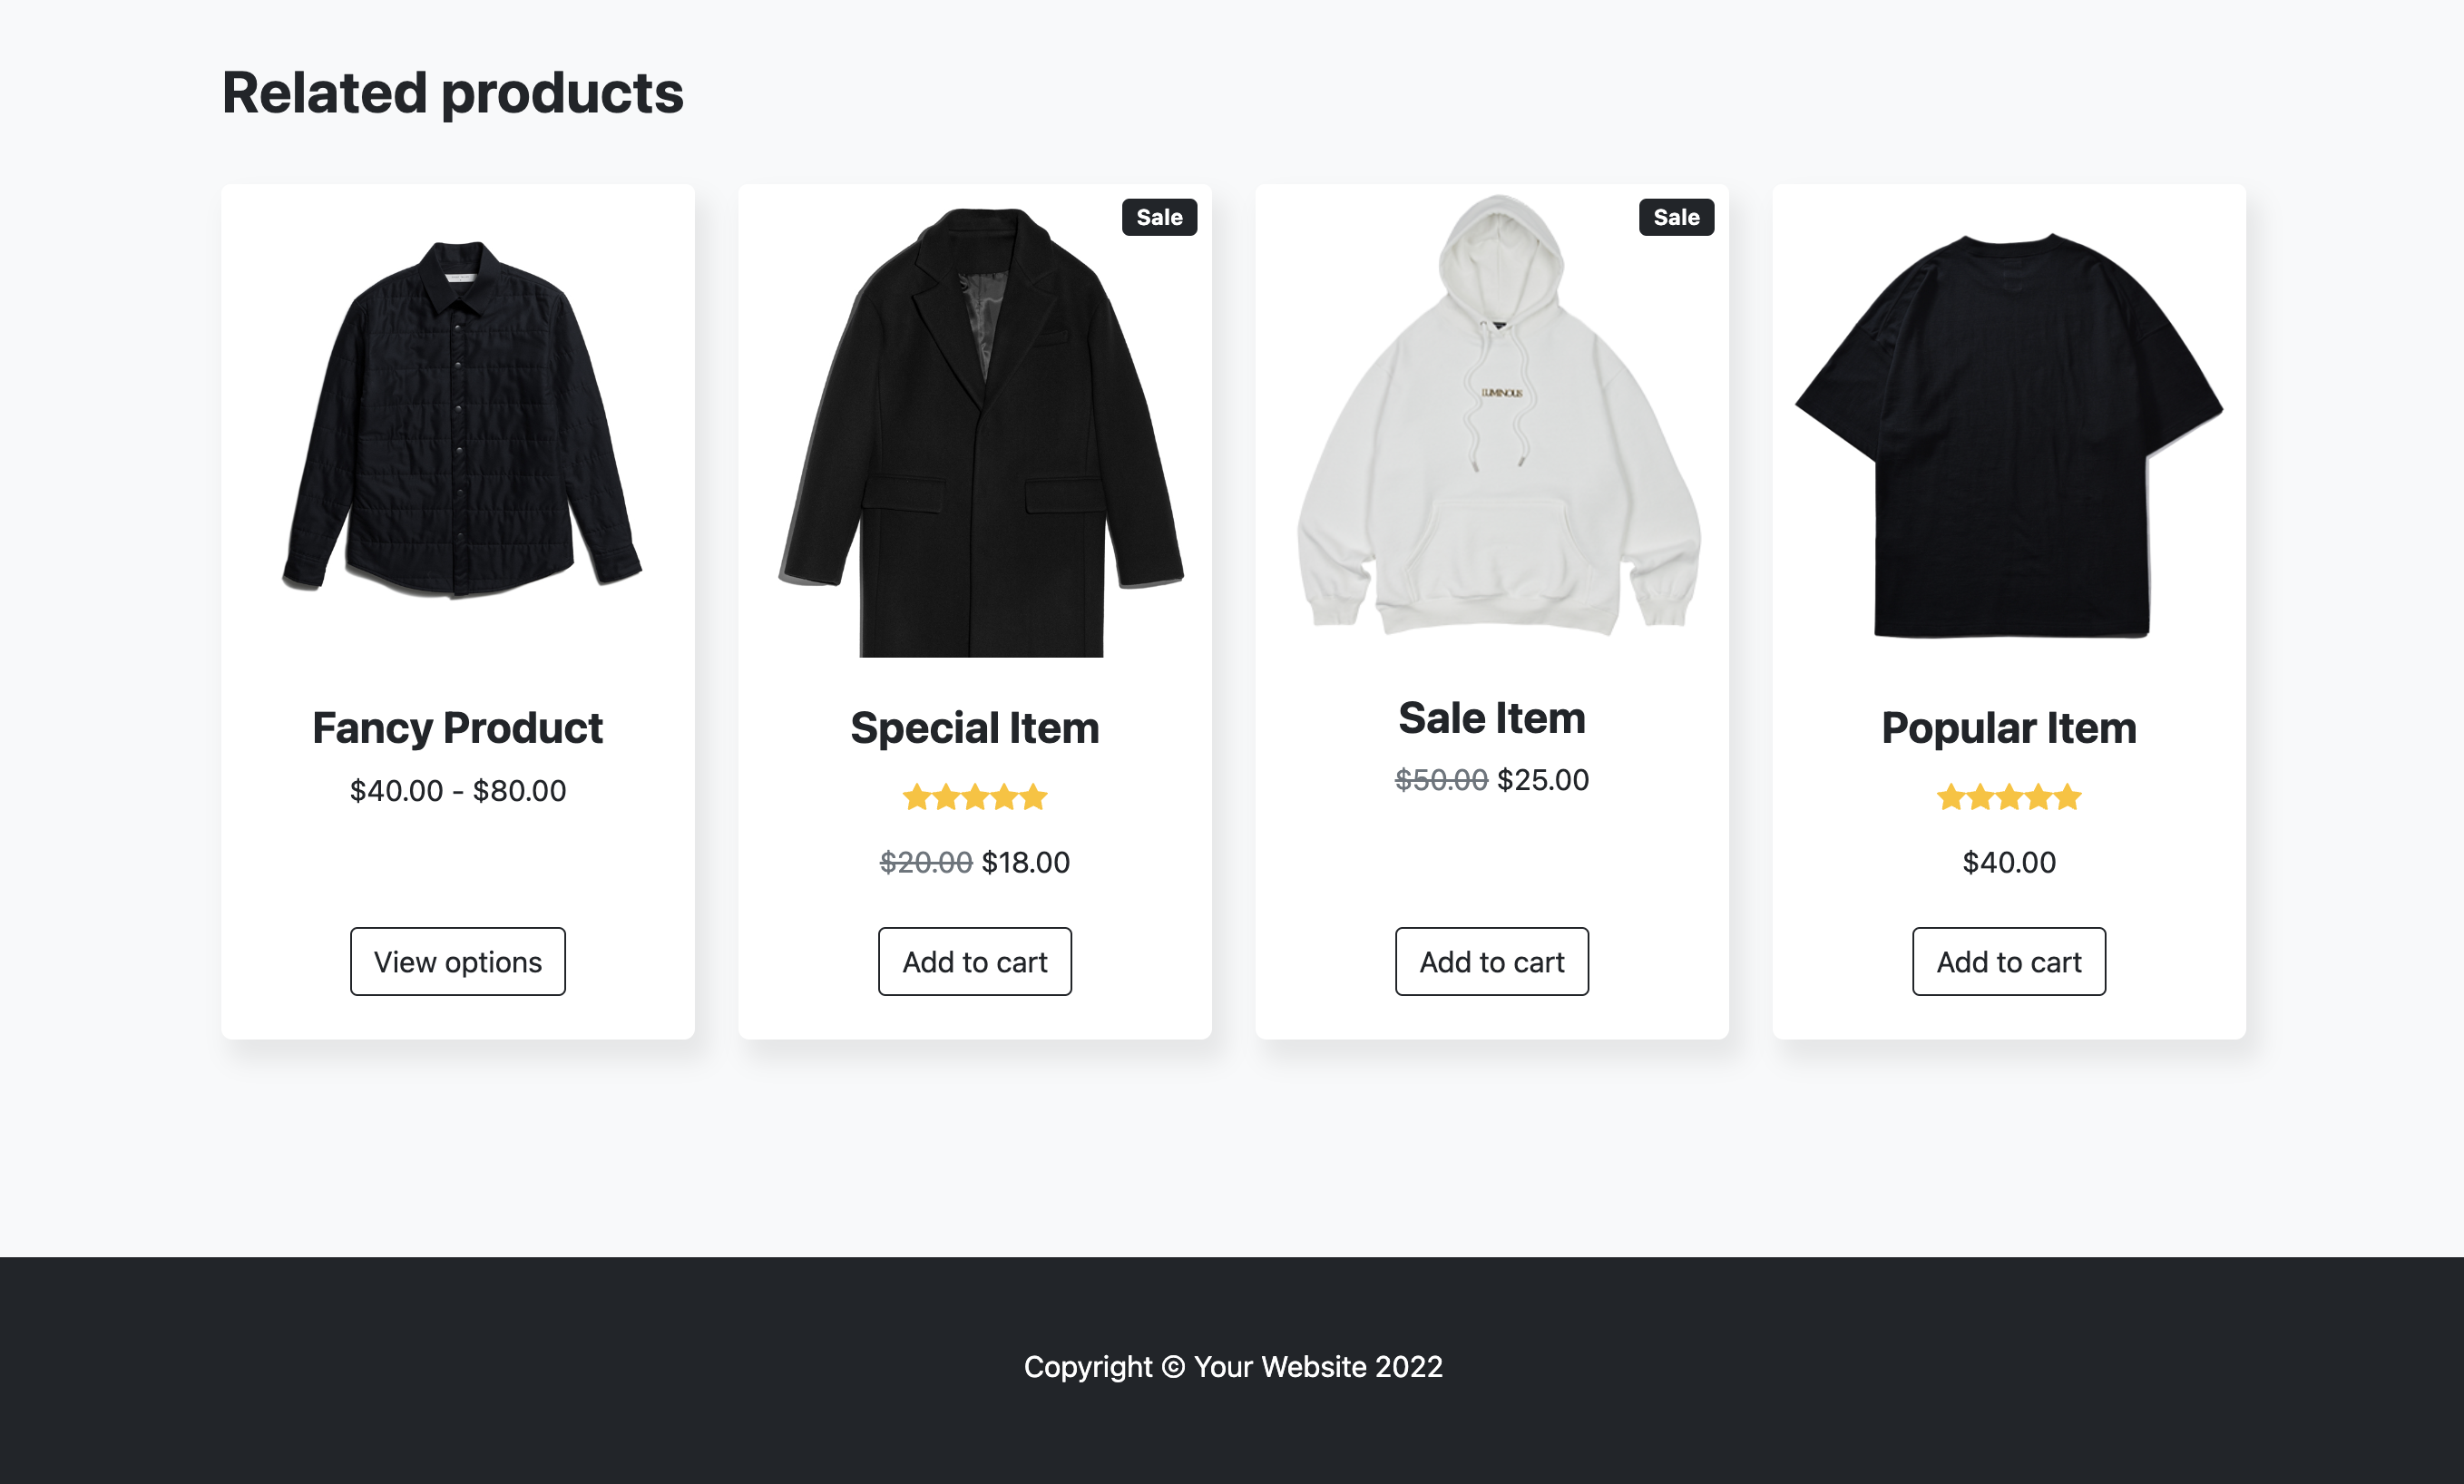 Related products
Sale
Sale
LUMINOUS
Fancy Product
$40.00 - $80.00
View options
Special Item
$20.00 $18.00
Add to cart
Sale Item
$50.00 $25.00
Add to cart
Popular Item
$40.00
Add to cart
Copyright © Your Website 2022